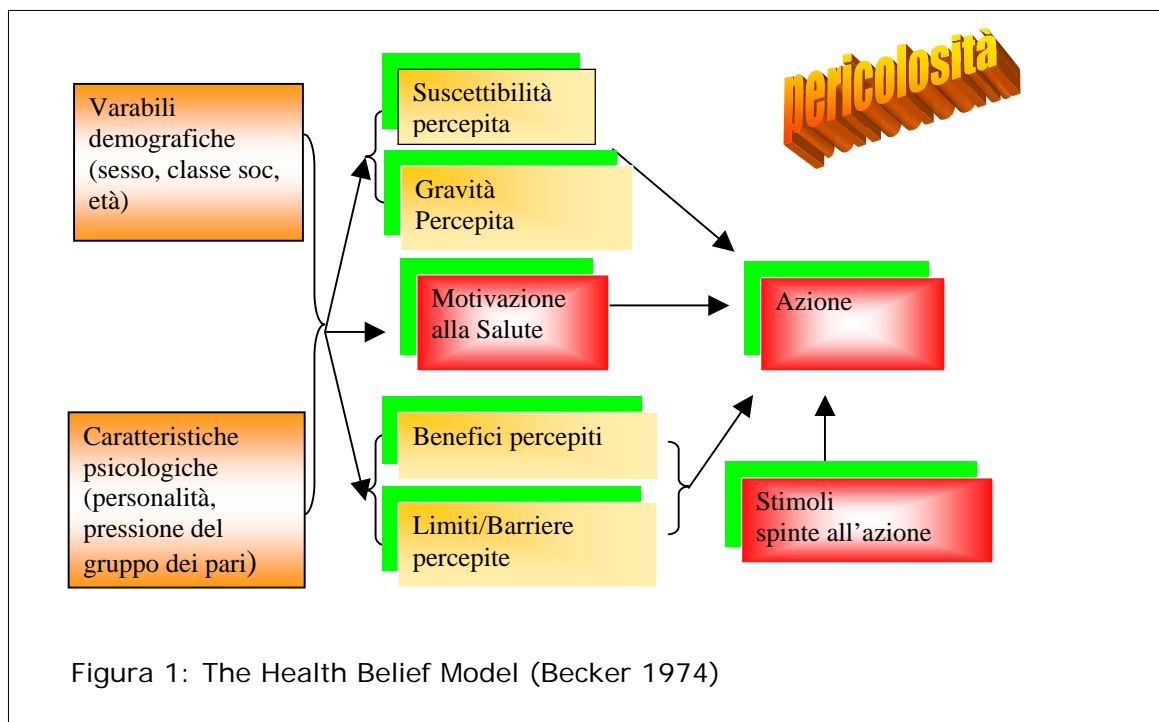 pericolosità
Varabili
demografiche
(sesso, classe soc,
età)
Suscettibilità
percepita
Gravità
Percepita
Motivazione
alla Salute
Azione
Caratteristiche
psicologiche
(personalità,
pressione del
gruppo dei pari)
Benefici percepiti
Limiti/Barriere
percepite
Stimoli
spinte all’azione
Figura 1: The Health Belief Model (Becker 1974)